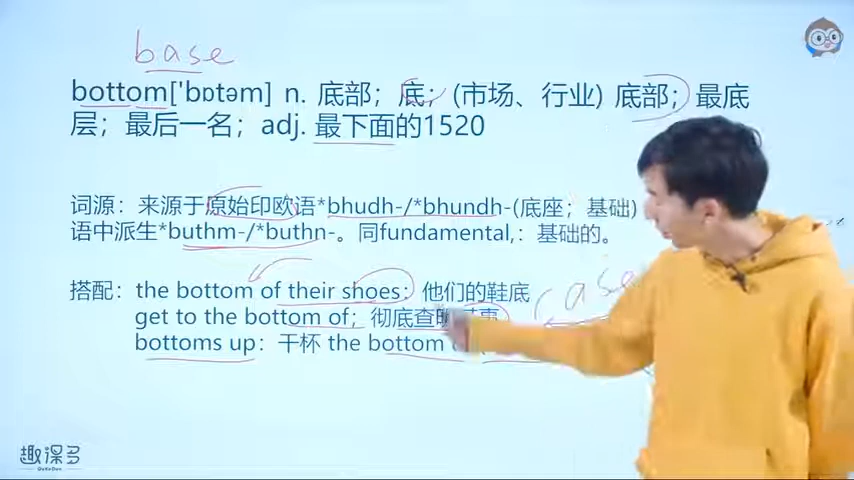 base
bottom['bɒtəm] n. 底部；底；(市场、行业) 底部；最底
层；最后一名；adj. 最下面的1520
词源：来源于原始印欧语*bhudh-/*bhundh-(底座；基础)
语中派生*buthm-/*buthn-。同fundamental,：基础的。
搭配：the bottom of their shoes：他们的鞋底
ase
get to the bottom of；彻底查
bottoms up：干杯 the bottom
趣课多
QuKeDuo